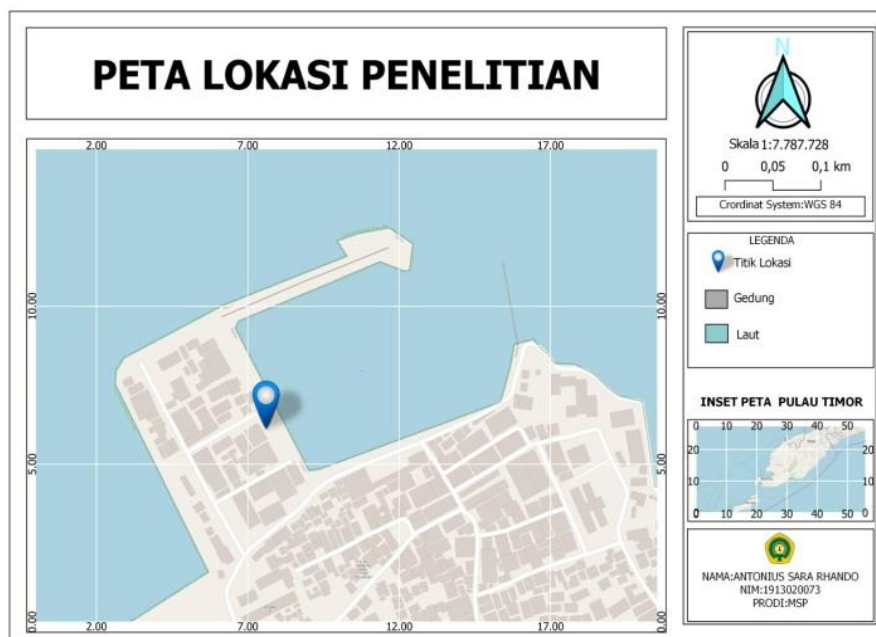 PETA LOKASI PENELITIAN
2.00 7.00 12.00 17.00
10.00 10.00
5.00 5.00
0.00 0.00
2.00 7.00 12.00 17.00
N
Skala 1:7.787.728
0 0,05 0,1 km
Crordinat System:WGS 84
LEGENDA
Titik Lokasi
Gedung
Laut
INSET PETA PULAU TIMOR
0 10 20 30 40 50
20 20
10 10
0 0
0 10 20 30 40 50
NAMA:ANTONIUS SARA RHANDO
NIM:1913020073
PRODI:MSP